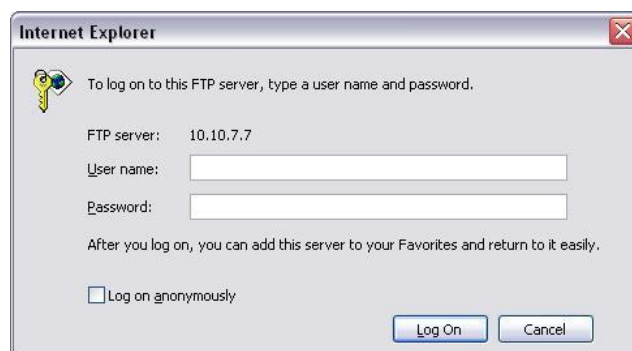 Internet Explorer
To log on to this FTP server, type a user name and password.
FTP server: 10.10.7.7
User name:
Password:
After you log on, you can add this server to your Favorites and return to it easily.
Log on anonymously
Log On Cancel